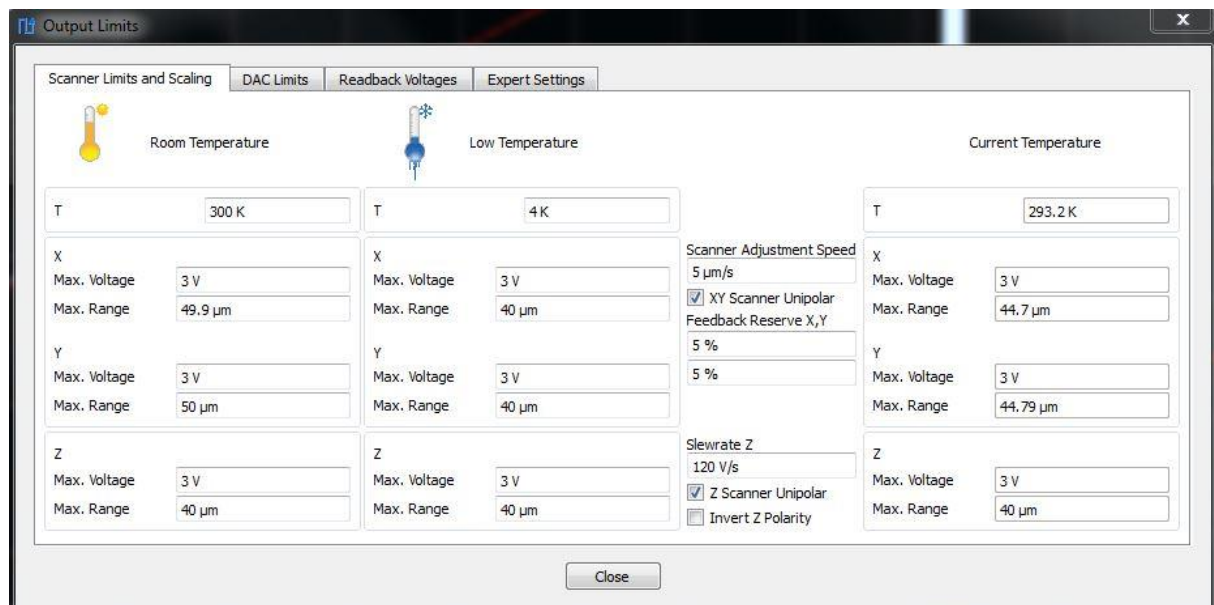 Output Limits
x
Scanner Limits and Scaling DAC Limits Readback Voltages Expert Settings
Room Temperature Low Temperature Current Temperature
T 300 K T 4 K T 293.2 K
X X Scanner Adjustment Speed X
Max. Voltage 3 V Max. Voltage 3 V 5 µm/s Max. Voltage 3 V
Max. Range 49.9 µm Max. Range 40 µm XY Scanner Unipolar Max. Range 44.7 µm
Feedback Reserve X,Y
Y Y 5 % Y
Max. Voltage 3 V Max. Voltage 3 V 5 % Max. Voltage 3 V
Max. Range 50 µm Max. Range 40 µm Max. Range 44.79 µm
Z Z Slewrate Z Z
Max. Voltage 3 V Max. Voltage 3 V 120 V/s Max. Voltage 3 V
Z Scanner Unipolar
Max. Range 40 µm Max. Range 40 µm Invert Z Polarity Max. Range 40 µm
Close